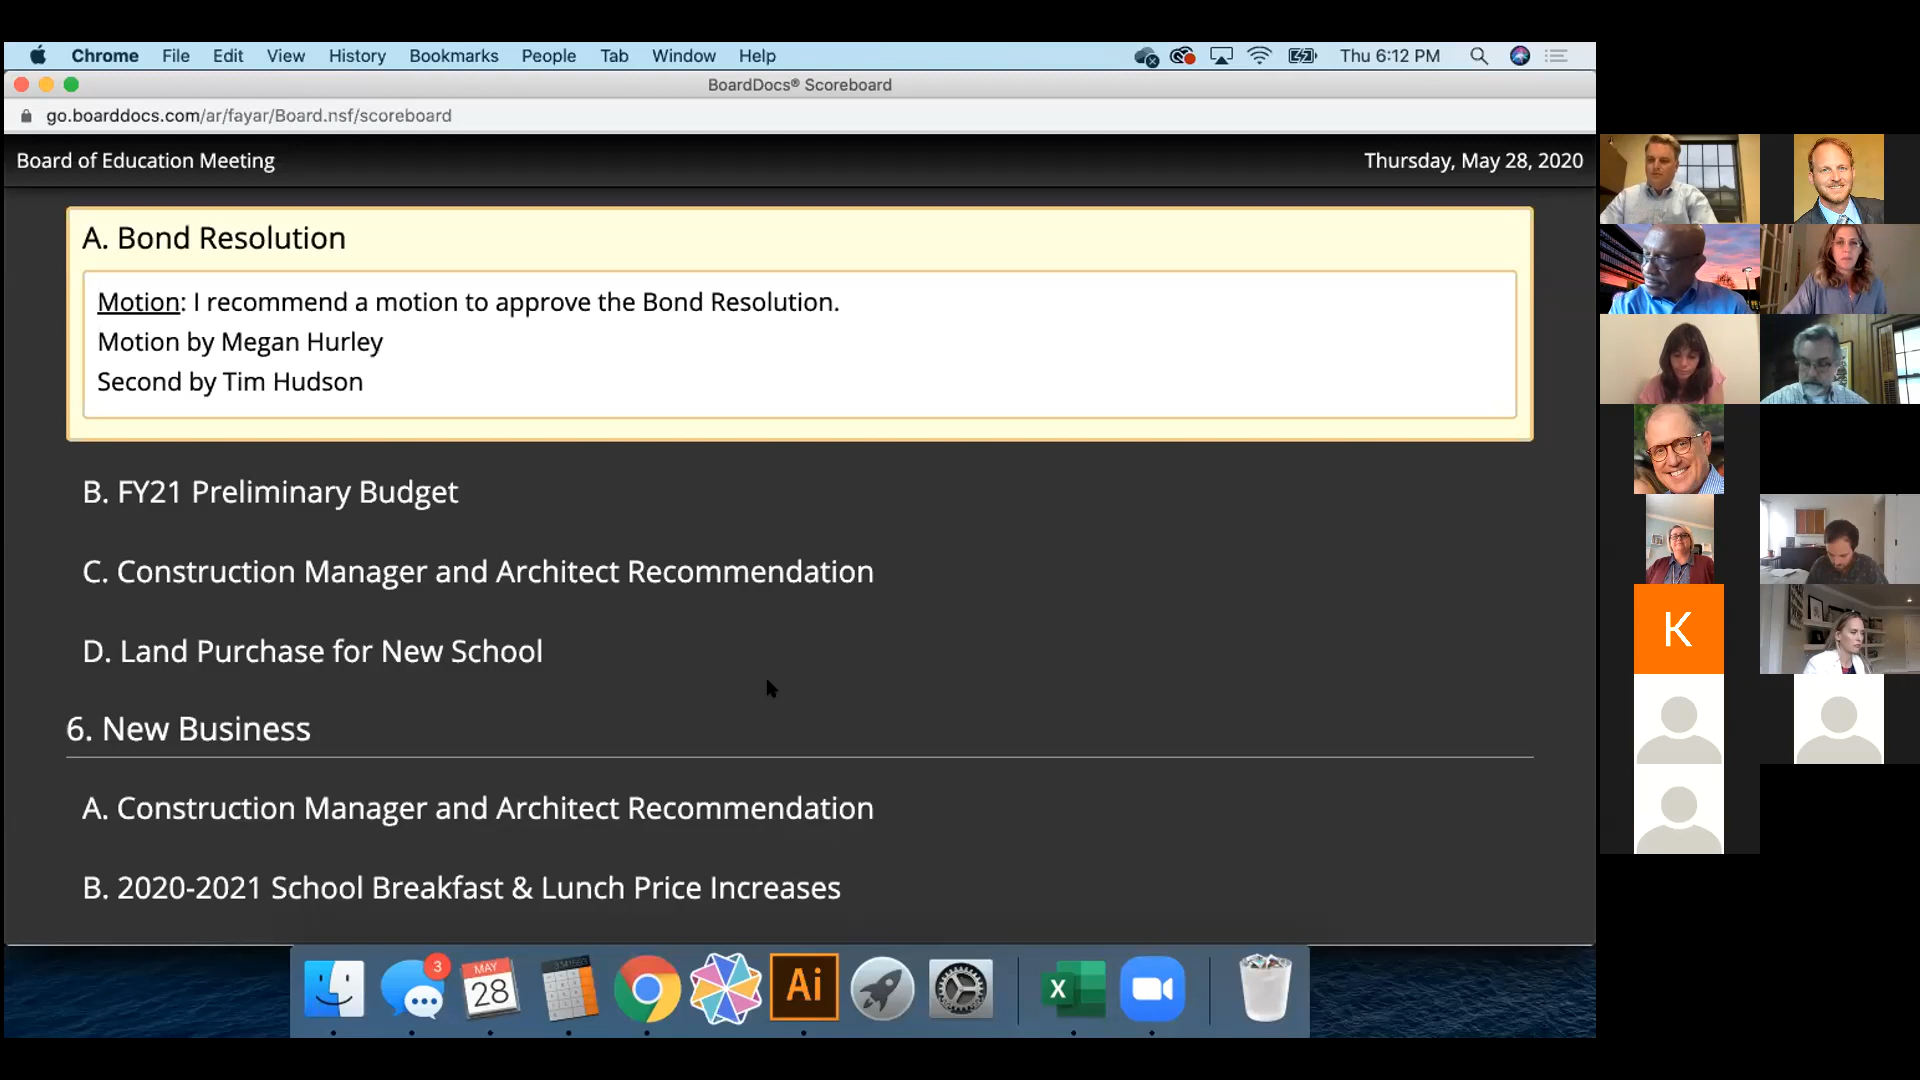 Chrome File Edit View History Bookmarks People Tab Window Help Thu 6:12 PM
BoardDocs® Scoreboard
go.boarddocs.com/ar/fayar/Board.nsf/scoreboard
Board of Education Meeting Thursday, May 28, 2020
A. Bond Resolution
Motion: I recommend a motion to approve the Bond Resolution.
Motion by Megan Hurley
Second by Tim Hudson
B. FY21 Preliminary Budget
C. Construction Manager and Architect Recommendation
D. Land Purchase for New School
K
6. New Business
A. Construction Manager and Architect Recommendation
B. 2020-2021 School Breakfast & Lunch Price Increases
3
MAY
28
Ai
X